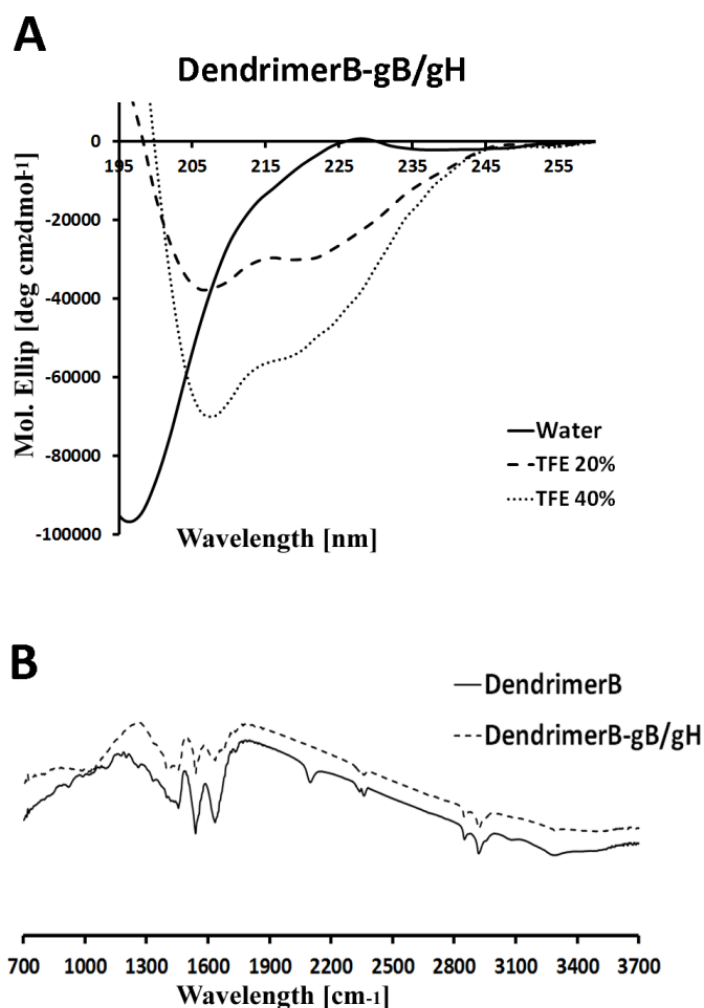 A
DendrimerB-gB/gH
0
195 205 215 225 235 245 255
-20000
-40000
-60000
-80000
-100000
Mol. Ellip [deg cm2dmol-1]
Water
TFE 20%
TFE 40%
Wavelength [nm]
B
DendrimerB
DendrimerB-gB/gH
700 1000 1300 1600 1900 2200 2500 2800 3100 3400 3700
Wavelength [cm-1]